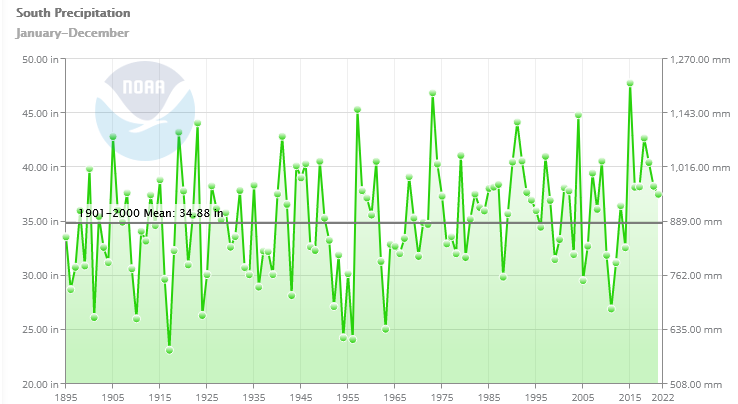 South Precipitation
January–December
50.00 in
1,270.00 mm
NOAA
45.00 in
1,143.00 mm
40.00 in
1,016.00 mm
1901-2000 Mean: 34.88 in
35.00 in
889.00 mm
30.00 in
762.00 mm
25.00 in
635.00 mm
20.00 in
508.00 mm
1895 1905 1915 1925 1935 1945 1955 1965 1975 1985 1995 2005 2015 2022